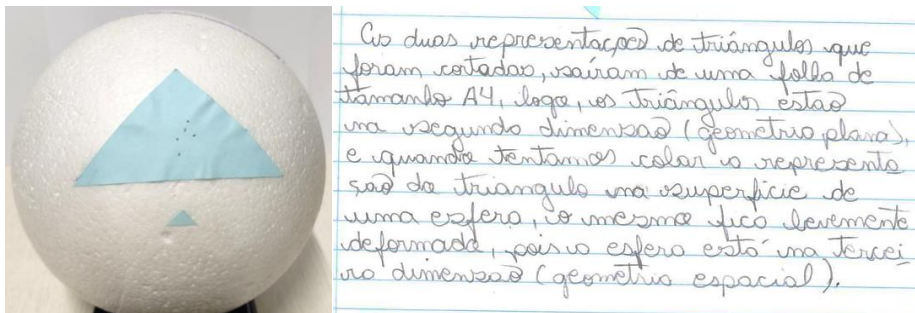 As duas representações de triângulos que
foram cortadas, saíram de uma folha de
tamanho A4, logo, os triângulos estão
na segunda dimensão (geometria plana),
e quando tentamos colar a representa
ção do triangulo na superfície de
uma esfera, o mesmo fica levemente
deformado, pois a esfera está na tercei
ra dimensão (geometria espacial).